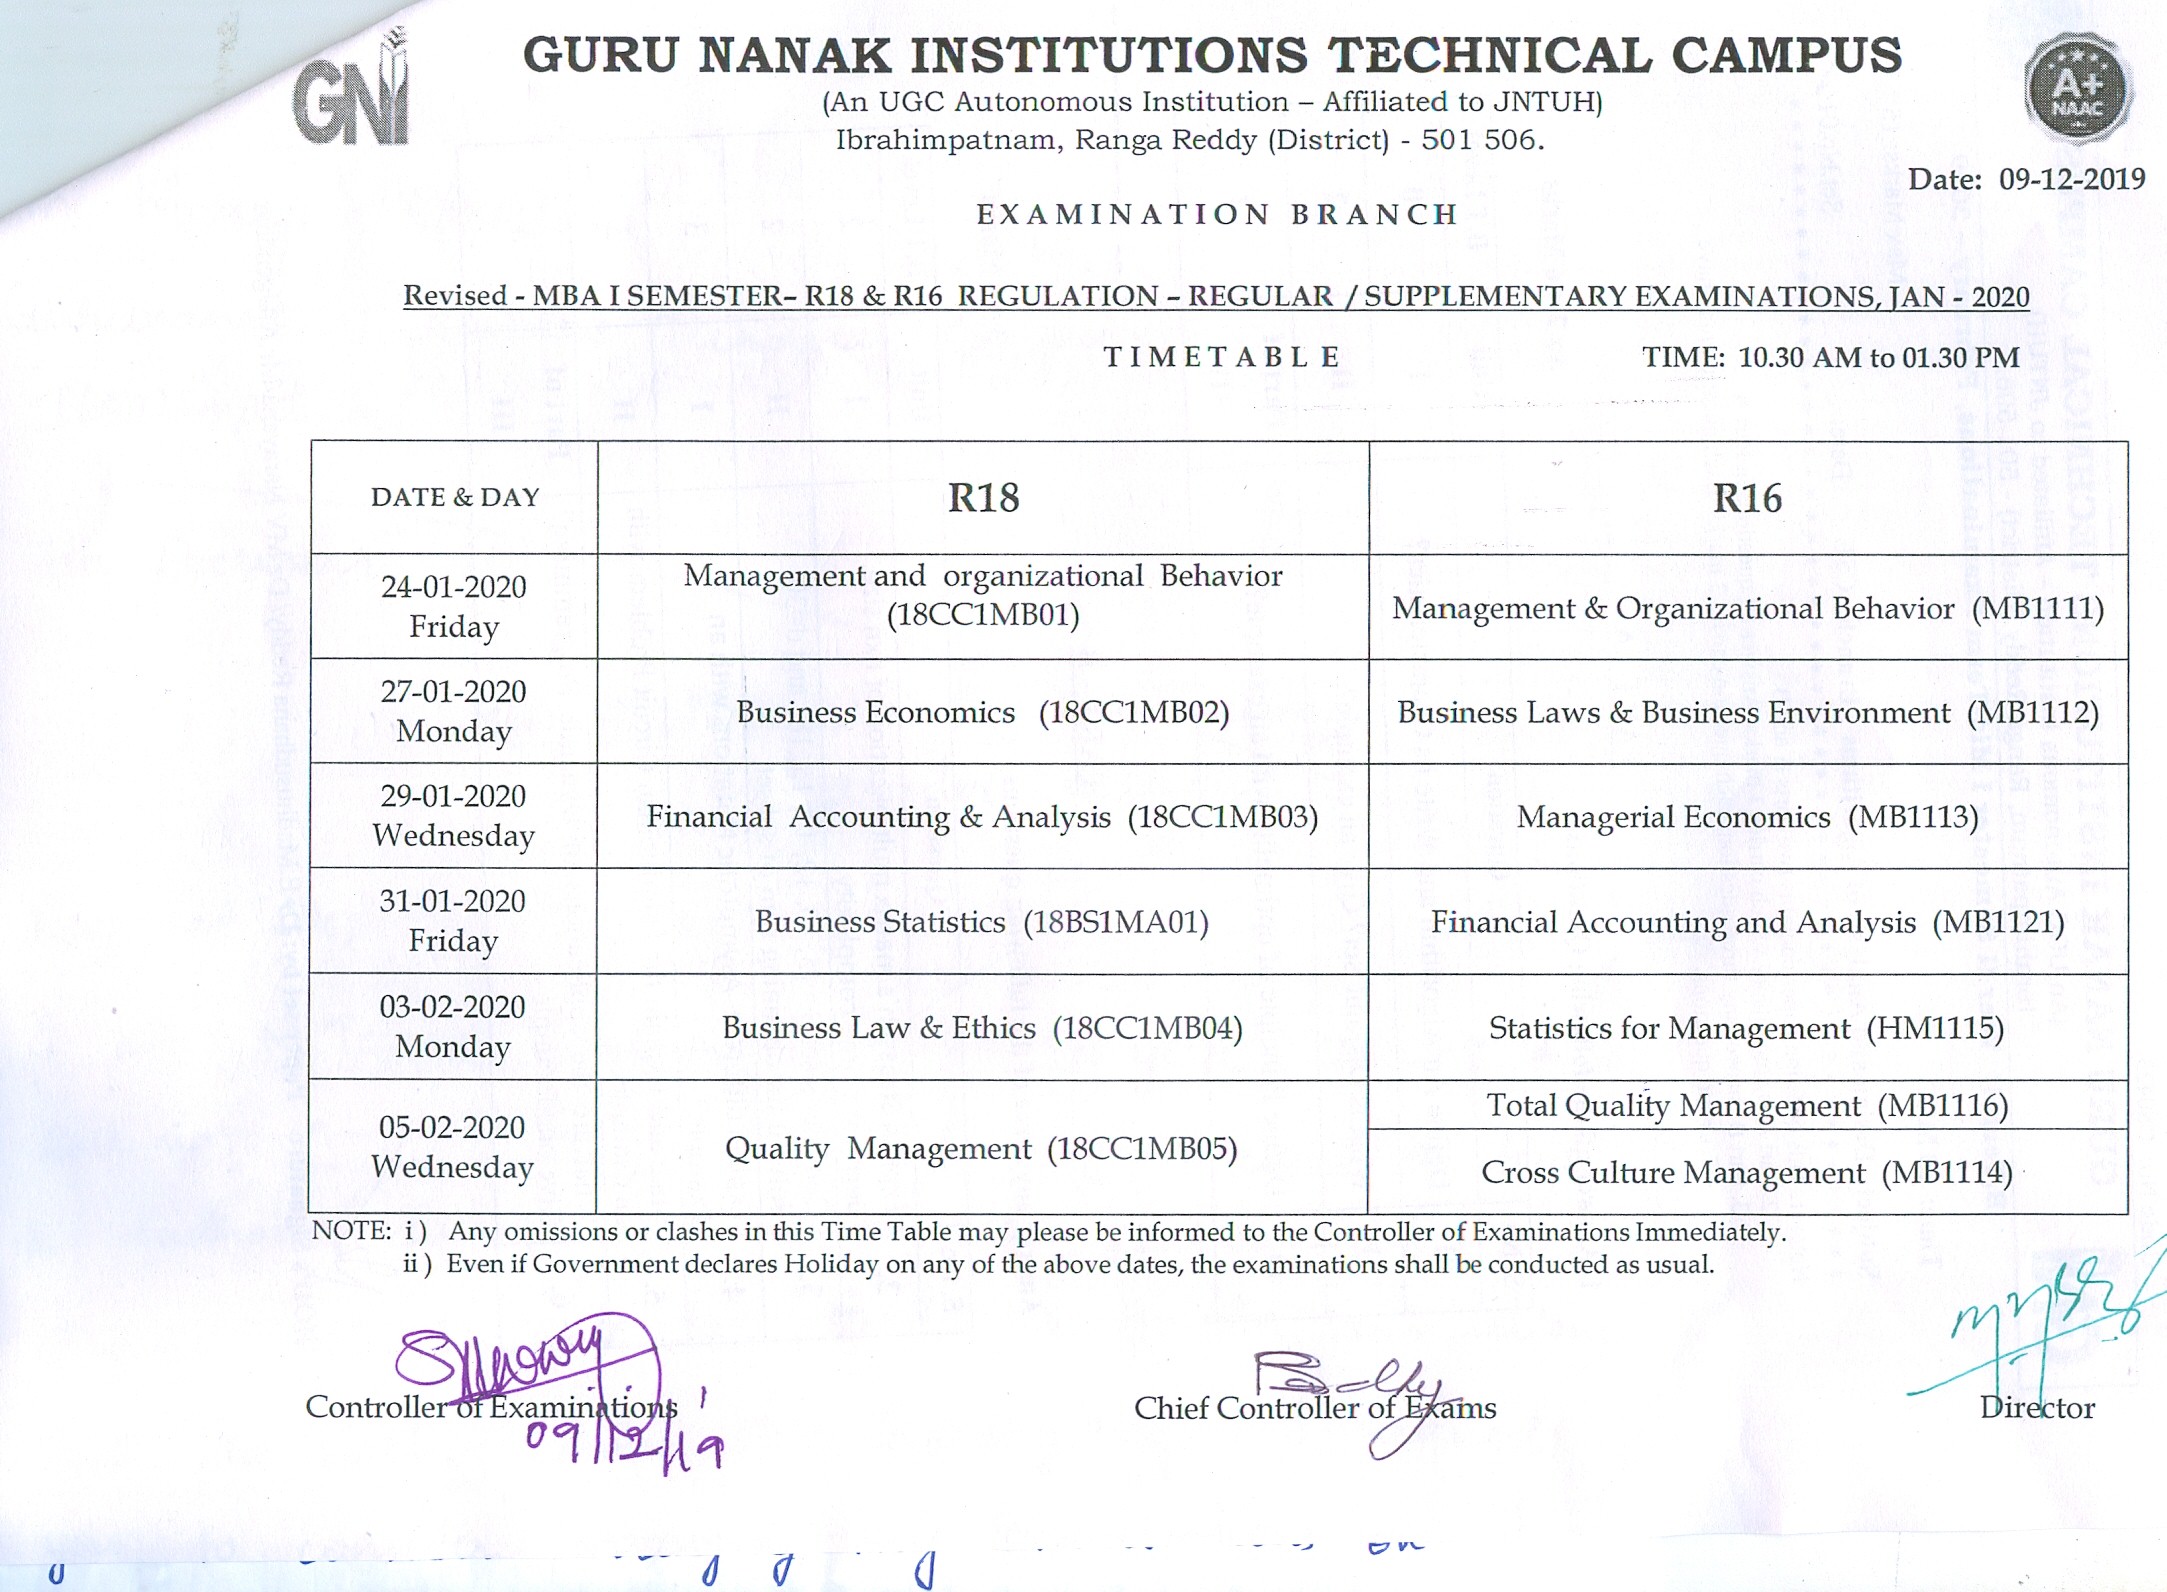 GNI
GURU NANAK INSTITUTIONS TECHNICAL CAMPUS
(An UGC Autonomous Institution – Affiliated to JNTUH)
Ibrahimpatnam, Ranga Reddy (District) - 501 506.
A+
NAAC
Date: 09-12-2019
EXAMINATION BRANCH
Revised - MBA I SEMESTER– R18 & R16 REGULATION – REGULAR / SUPPLEMENTARY EXAMINATIONS, JAN - 2020
TIMETABLE
TIME: 10.30 AM to 01.30 PM
DATE & DAY R18 R16
24-01-2020
Friday
Management and organizational Behavior
(18CC1MB01)
Management & Organizational Behavior (MB1111)
27-01-2020
Monday
Business Economics (18CC1MB02)
Business Laws & Business Environment (MB1112)
29-01-2020
Wednesday
Financial Accounting & Analysis (18CC1MB03)
Managerial Economics (MB1113)
31-01-2020
Friday
Business Statistics (18BS1MA01)
Financial Accounting and Analysis (MB1121)
03-02-2020
Monday
Business Law & Ethics (18CC1MB04)
Statistics for Management (HM1115)
05-02-2020
Wednesday
Quality Management (18CC1MB05)
Total Quality Management (MB1116)
Cross Culture Management (MB1114)
NOTE: i ) Any omissions or clashes in this Time Table may please be informed to the Controller of Examinations Immediately.
ii ) Even if Government declares Holiday on any of the above dates, the examinations shall be conducted as usual.
Controller of Examinations
09/12/19
Chief Controller of Exams
Director